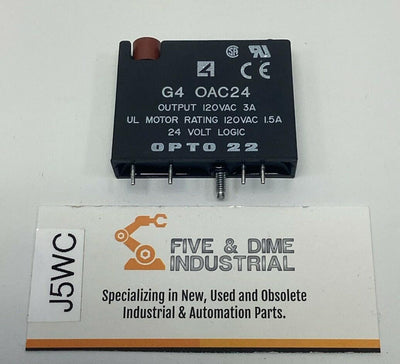 G4 OAC24
OUTPUT 120VAC 3A
UL MOTOR RATING 120VAC 1.5A
24 VOLT LOGIC
OPTO 22
J5WC
FIVE & DIME
INDUSTRIAL
Specializing in New, Used and Obsolete
Industrial & Automation Parts.